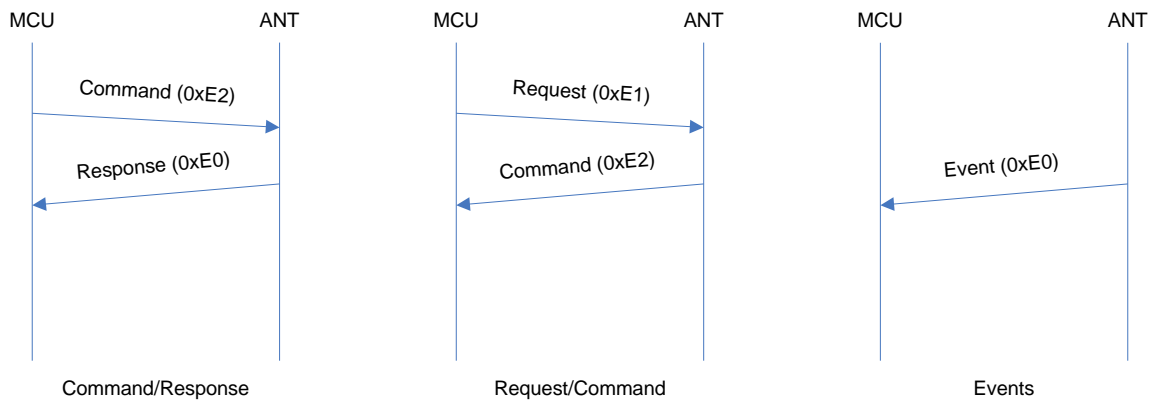 MCU
ANT
Command (0xE2)
Response (0xE0)
Command/Response
MCU
ANT
Request (0xE1)
Command (0xE2)
Request/Command
MCU
ANT
Event (0xE0)
Events